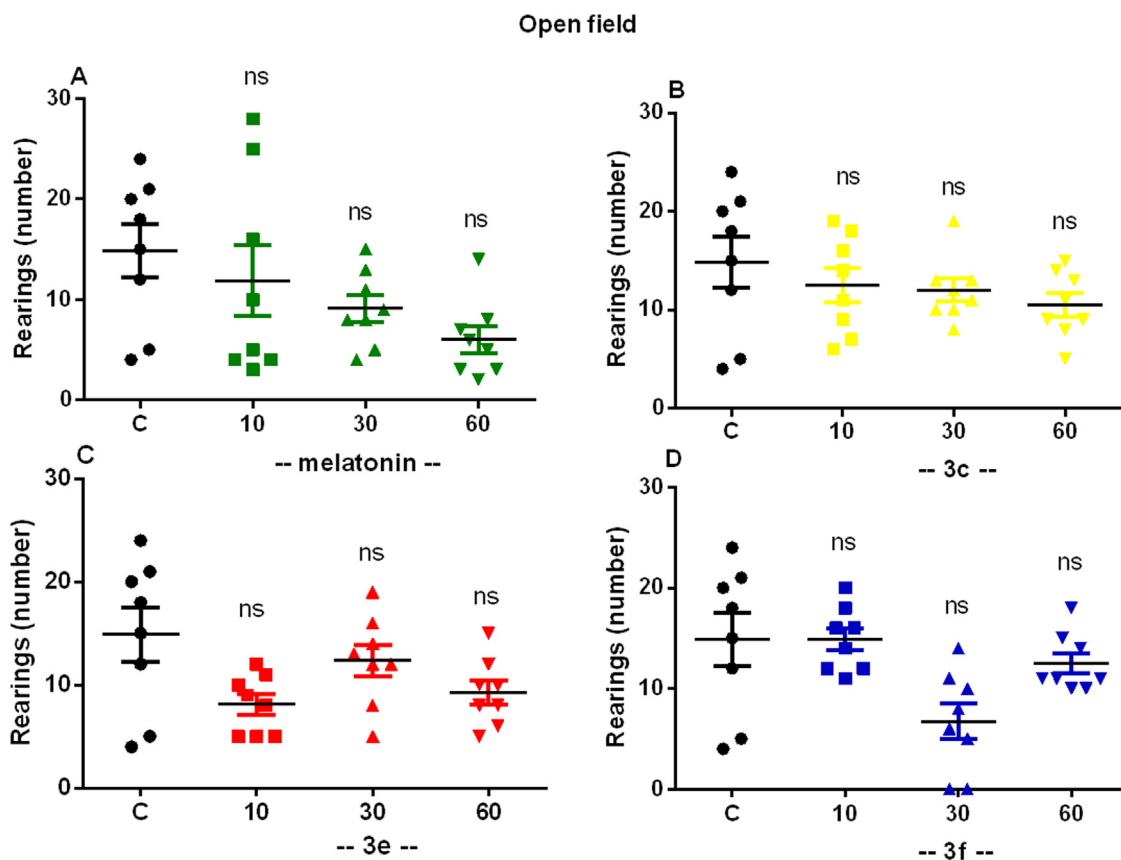 Open field
A
ns
ns
ns
Rearings (number)
30
20
10
0
C
10
30
60
-- melatonin --
B
ns
ns
ns
Rearings (number)
30
20
10
0
C
10
30
60
-- 3c --
C
ns
ns
ns
Rearings (number)
30
20
10
0
C
10
30
60
-- 3e --
D
ns
ns
ns
Rearings (number)
30
20
10
0
C
10
30
60
-- 3f --